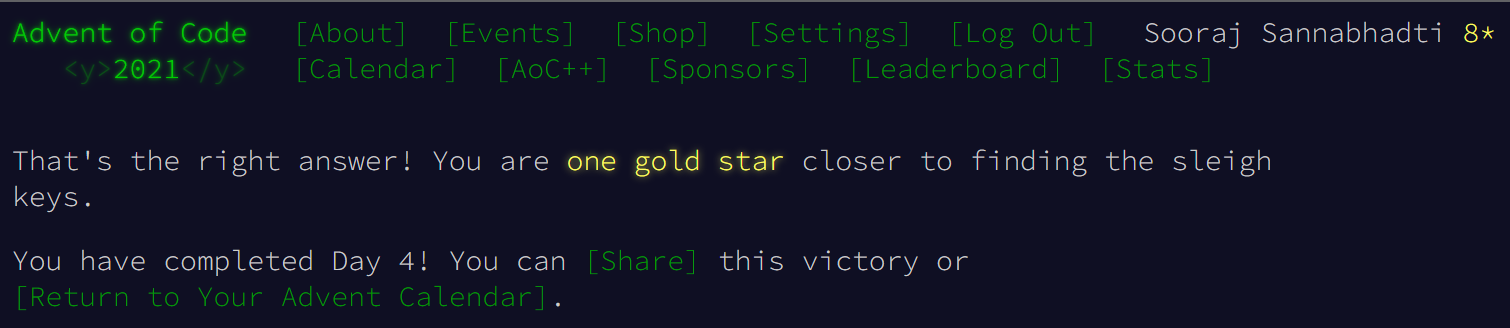 Advent of Code [About] [Events] [Shop] [Settings] [Log Out] Sooraj Sannabhadti 8*
<y>2021</y> [Calendar] [AoC++] [Sponsors] [Leaderboard] [Stats]
That's the right answer! You are one gold star closer to finding the sleigh
keys.
You have completed Day 4! You can [Share] this victory or
[Return to Your Advent Calendar].